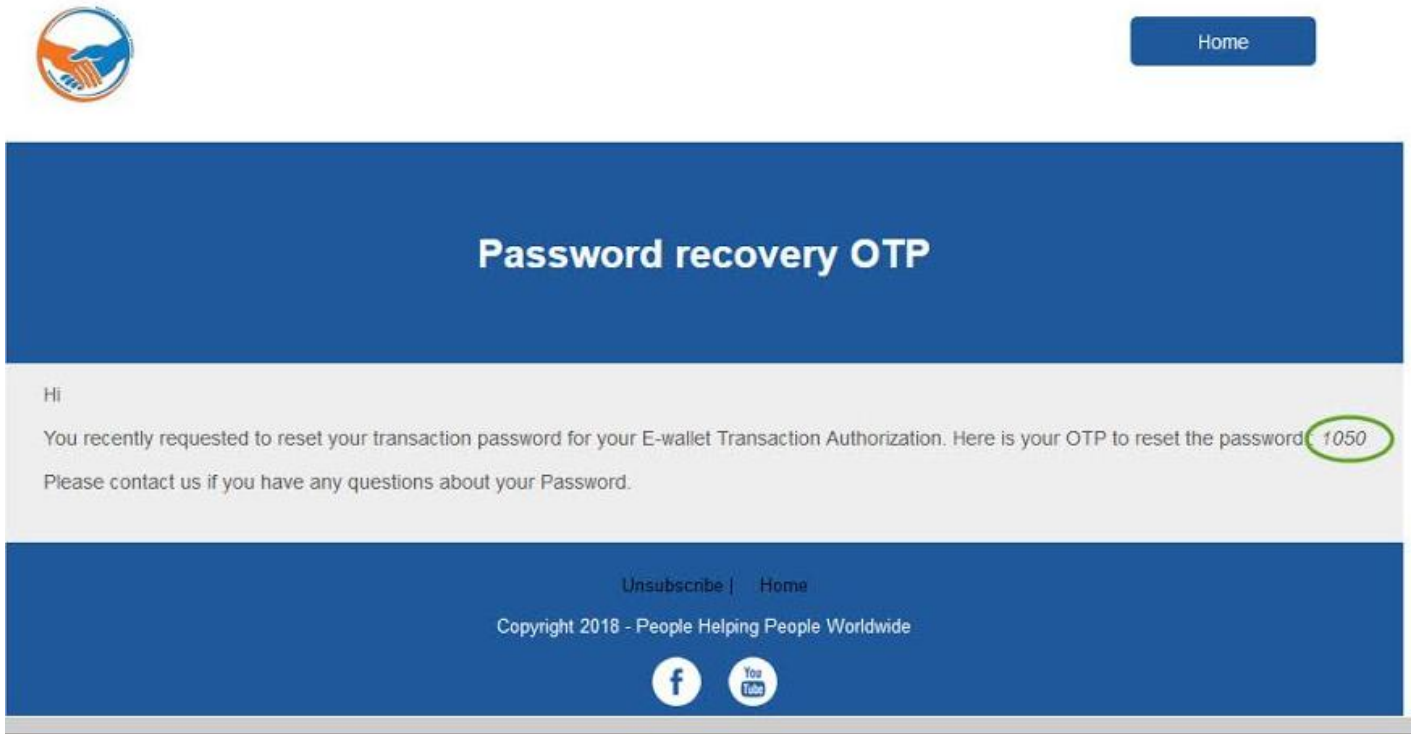 Home
Password recovery OTP
Hi
You recently requested to reset your transaction password for your E-wallet Transaction Authorization. Here is your OTP to reset the password : 1050
Please contact us if you have any questions about your Password.
Unsubscribe | Home
Copyright 2018 - People Helping People Worldwide
f You Tube